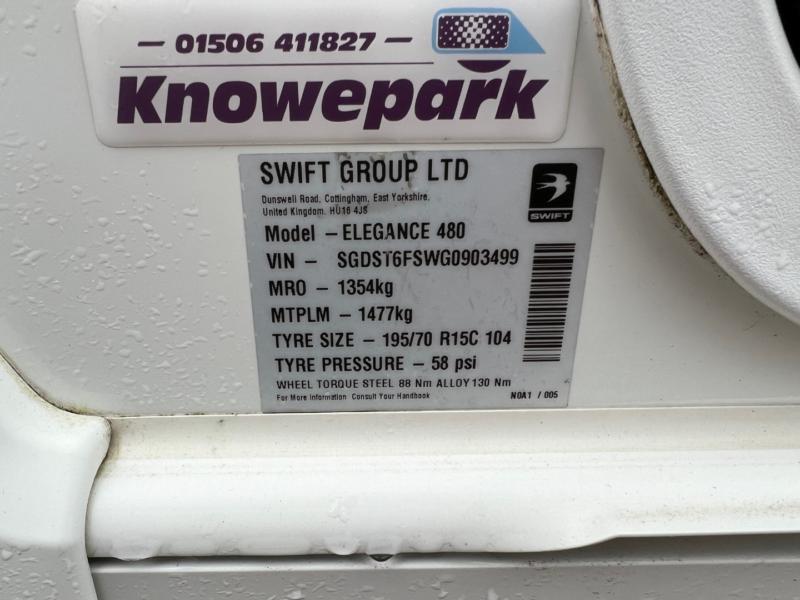 — 01506 411827 —
Knowepark
SWIFT GROUP LTD
Dunswell Road, Cottingham, East Yorkshire.
United Kingdom. HU16 4JS
SWIFT
Model – ELEGANCE 480
VIN – SGDST6FSWG0903499
MRO – 1354kg
MTPLM – 1477kg
TYRE SIZE – 195/70 R15C 104
TYRE PRESSURE – 58 psi
WHEEL TORQUE STEEL 88 Nm ALLOY 130 Nm
For More Information Consult Your Handbook
N0A1 / 005